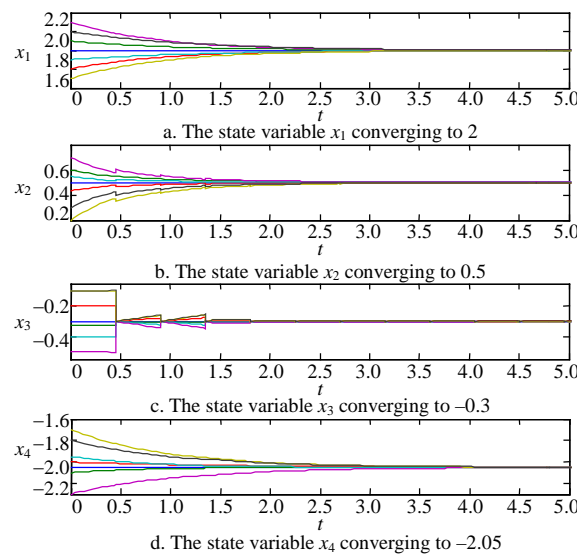 2.2
2.0
x1
1.8
1.6
0 0.5 1.0 1.5 2.0 2.5 3.0 3.5 4.0 4.5 5.0
t
a. The state variable x1 converging to 2
0.6
x2
0.4
0.2
0 0.5 1.0 1.5 2.0 2.5 3.0 3.5 4.0 4.5 5.0
t
b. The state variable x2 converging to 0.5
−0.2
x3
−0.4
0 0.5 1.0 1.5 2.0 2.5 3.0 3.5 4.0 4.5 5.0
t
c. The state variable x3 converging to –0.3
−1.6
x4
−1.8
−2.0
−2.2
0 0.5 1.0 1.5 2.0 2.5 3.0 3.5 4.0 4.5 5.0
t
d. The state variable x4 converging to −2.05